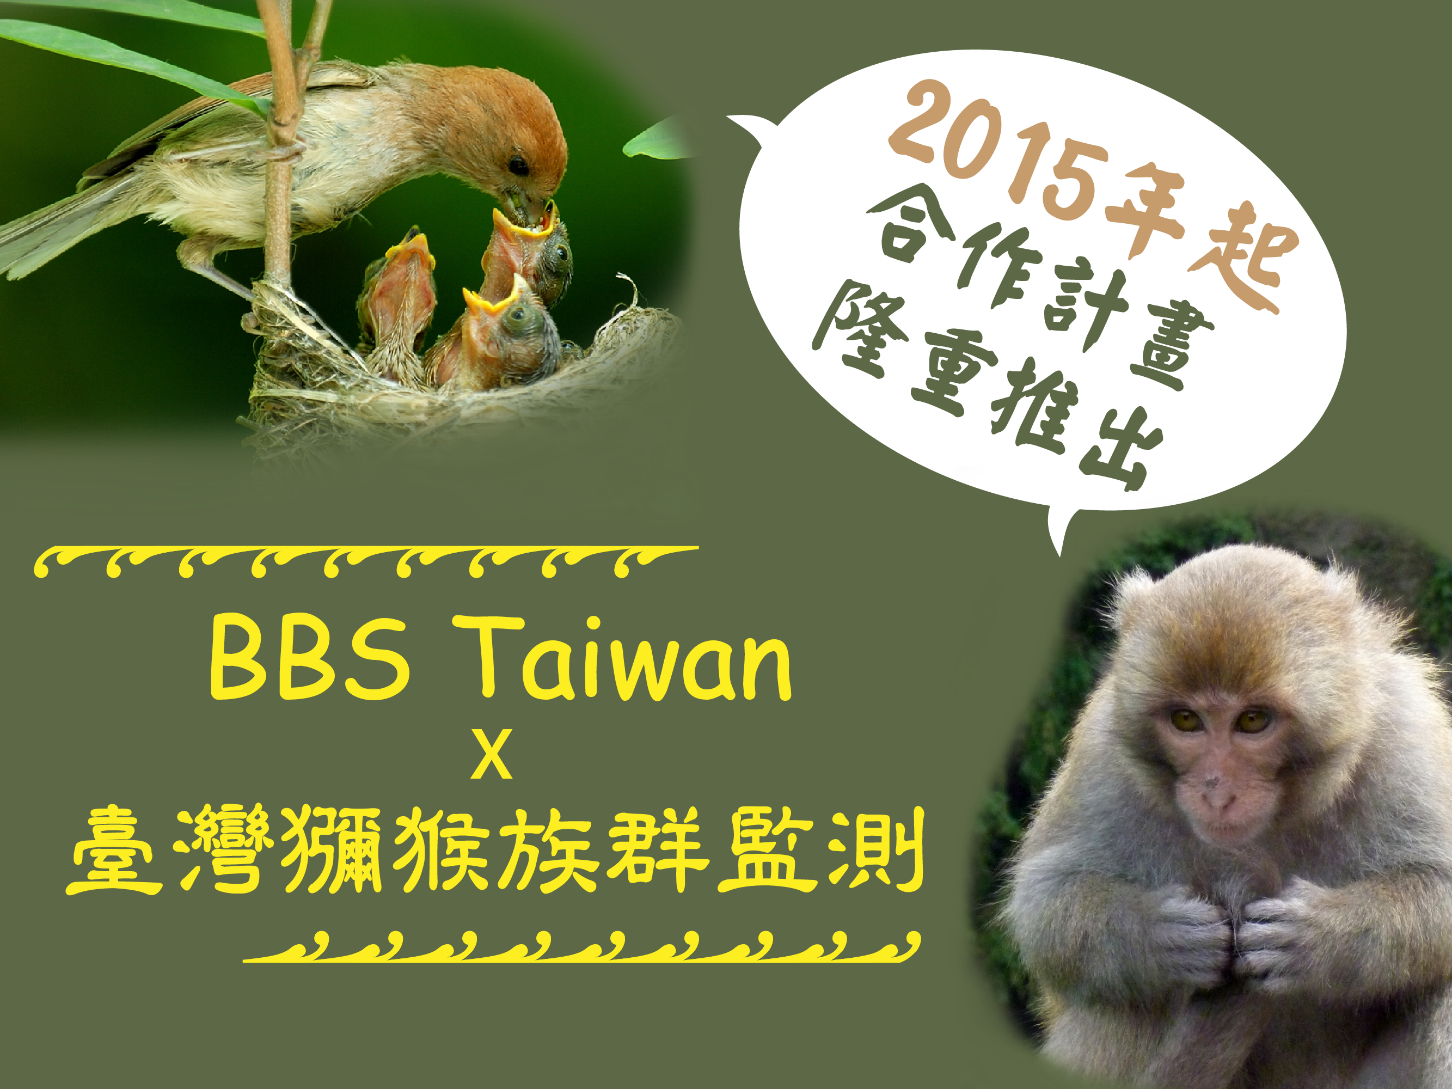 2015年起
合作計畫
隆重推出
BBS Taiwan
x
臺灣獼猴族群監測